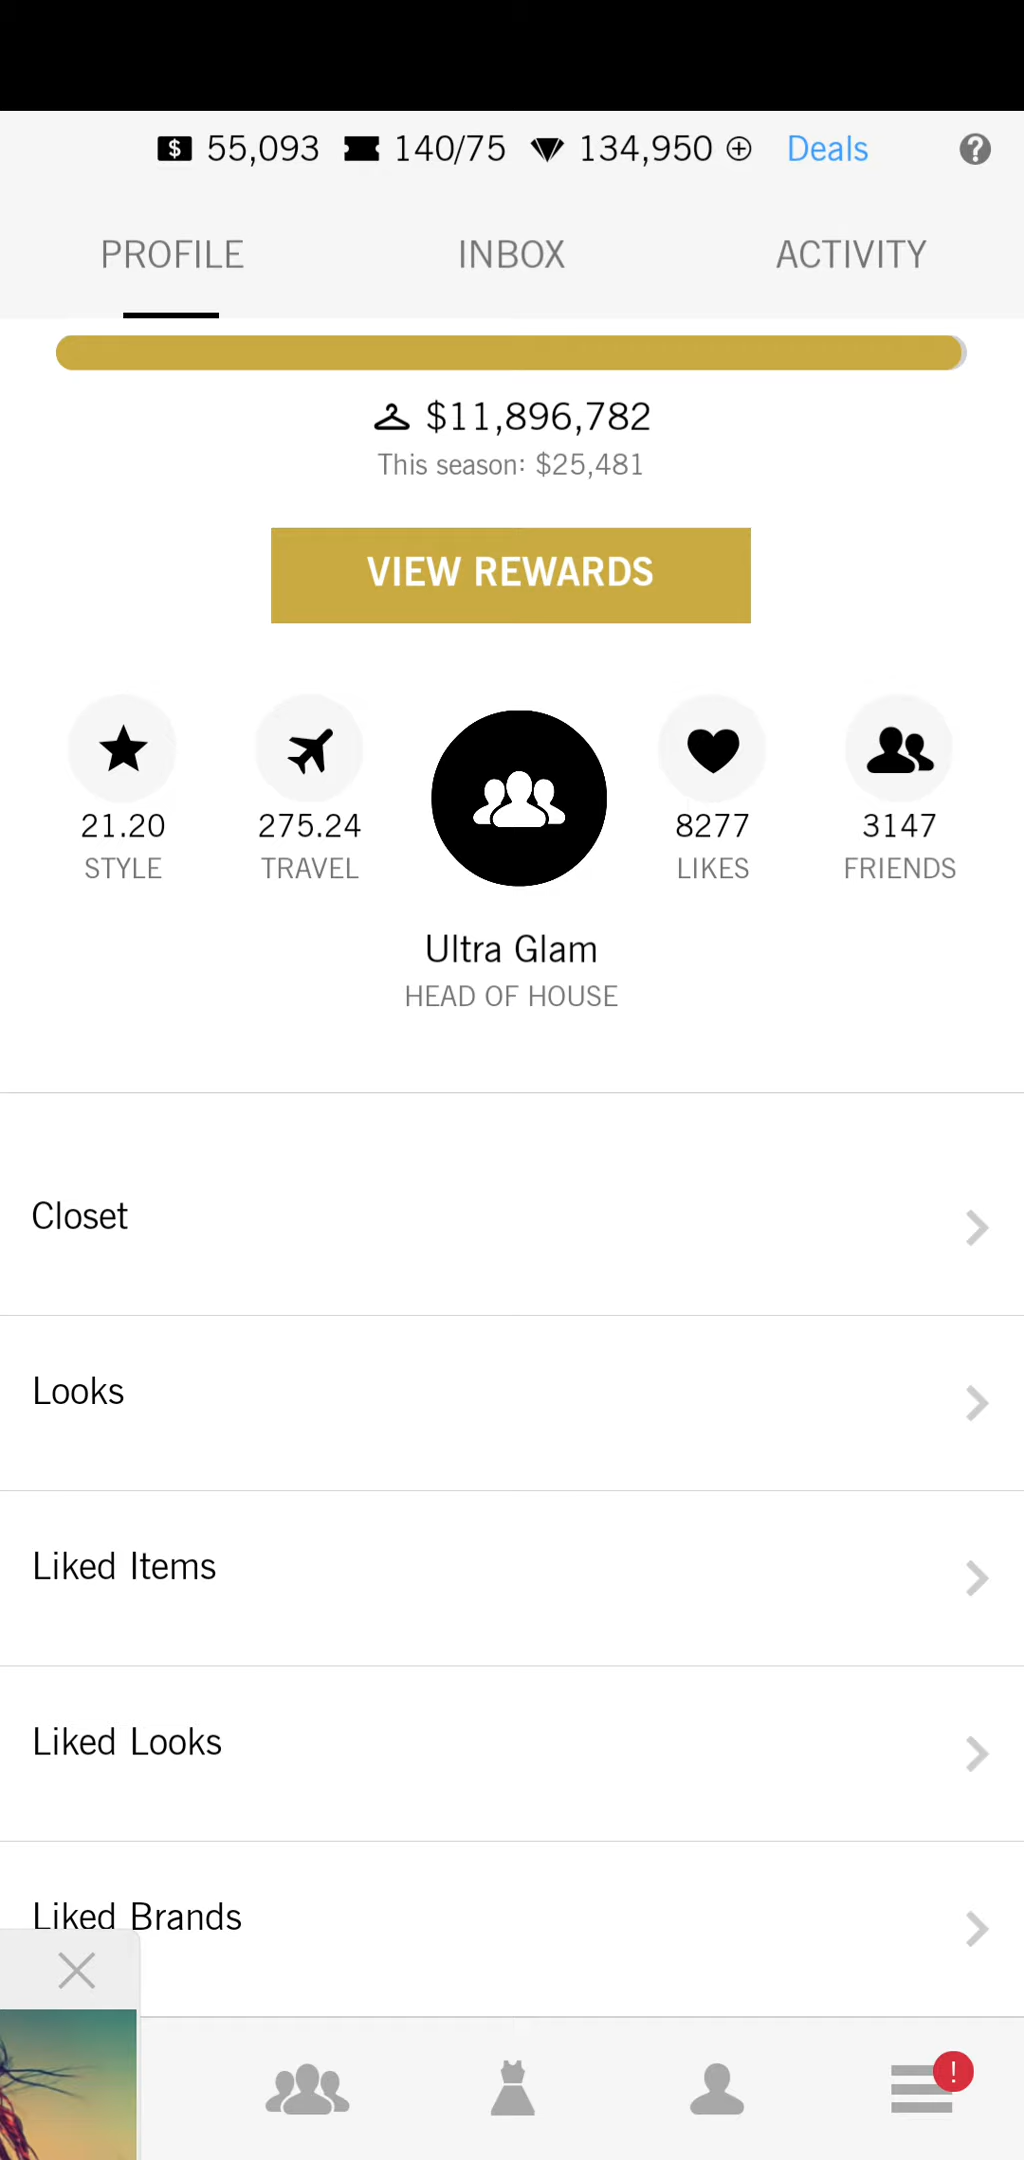 55,093 140/75 134,950 Deals ?
PROFILE INBOX ACTIVITY
$11,896,782
This season: $25,481
VIEW REWARDS
21.20 275.24 8277 3147
STYLE TRAVEL LIKES FRIENDS
Ultra Glam
HEAD OF HOUSE
Closet
Looks
Liked Items
Liked Looks
Liked Brands
!